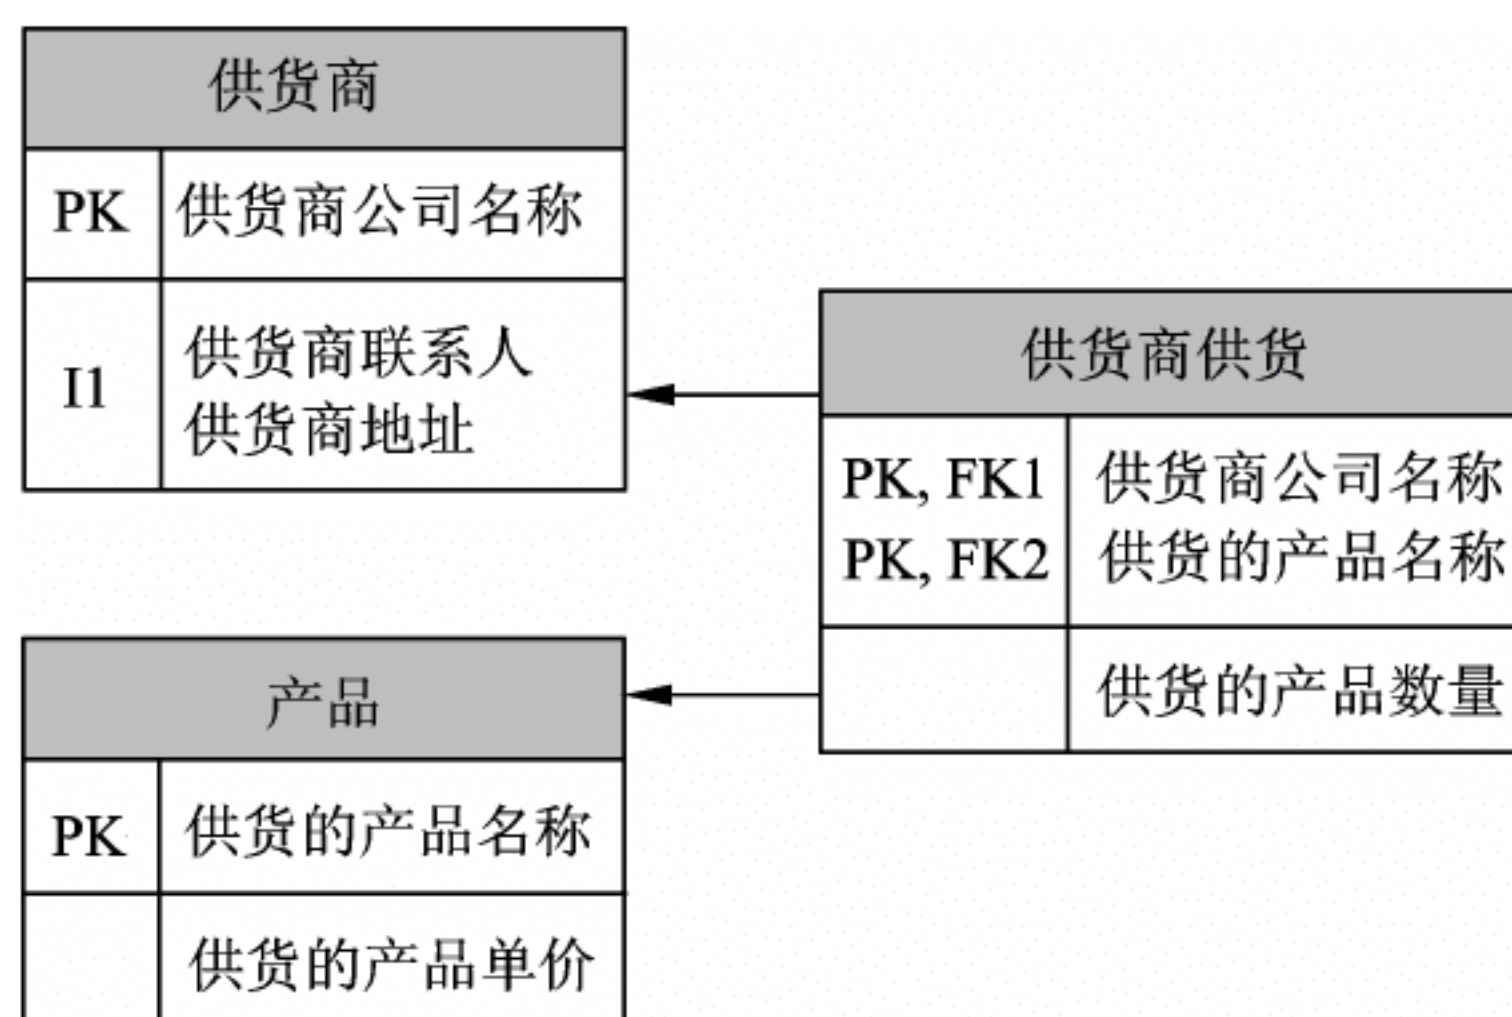 供货商
PK 供货商公司名称
I1 供货商联系人
供货商地址
供货商供货
PK, FK1 供货商公司名称
PK, FK2 供货的产品名称
供货的产品数量
产品
PK 供货的产品名称
供货的产品单价